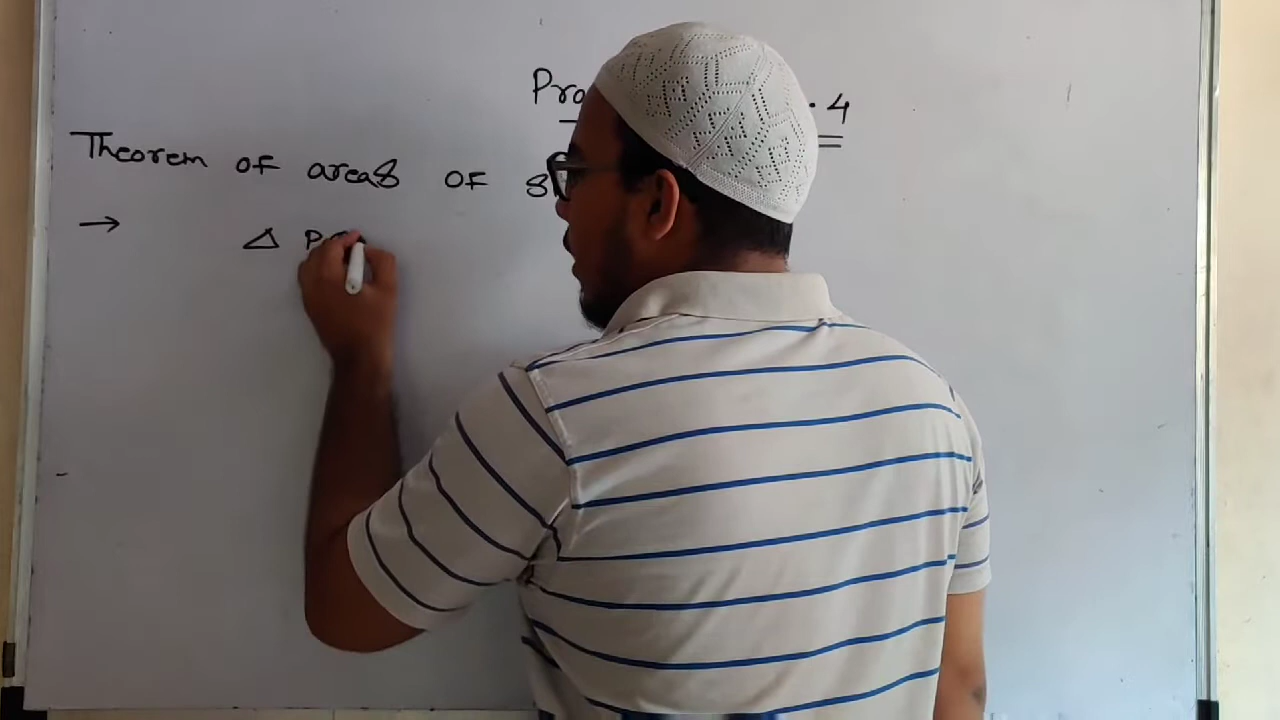 Pro .4
Theorem of areas of s
→ △ P